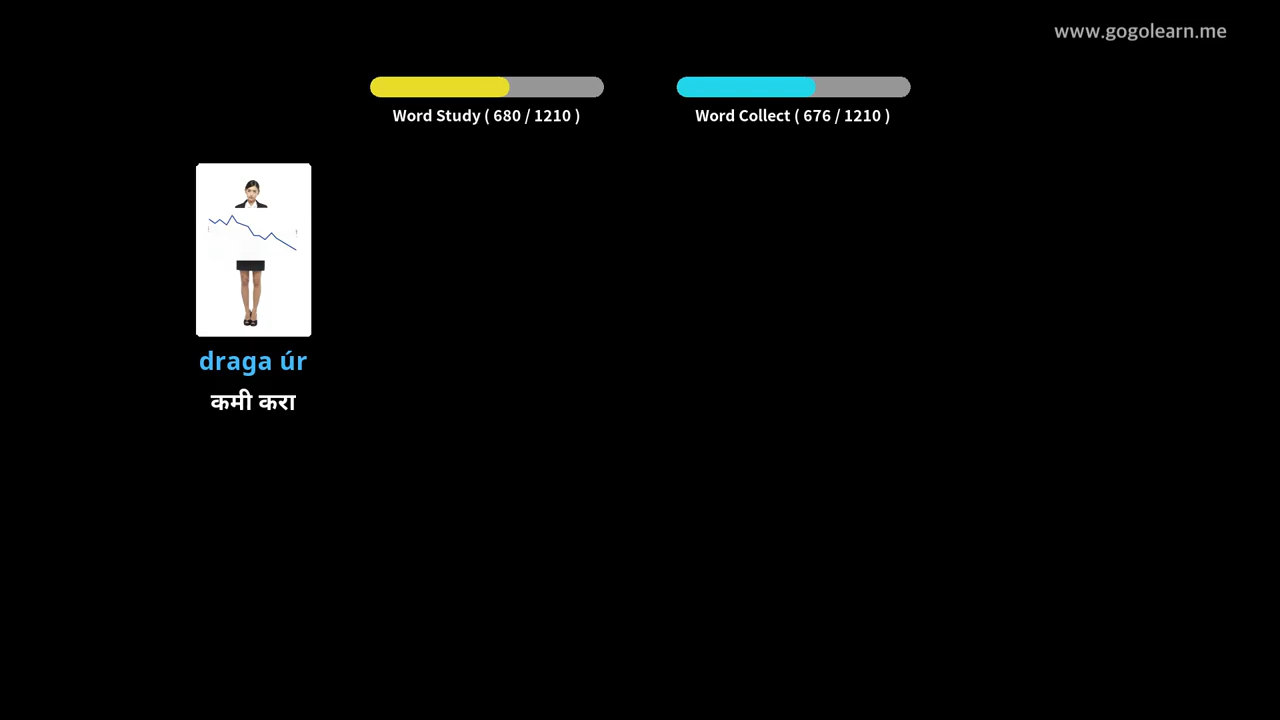 www.gogolearn.me
Word Study ( 680 / 1210 )
Word Collect ( 676 / 1210 )
draga úr
कमी करा